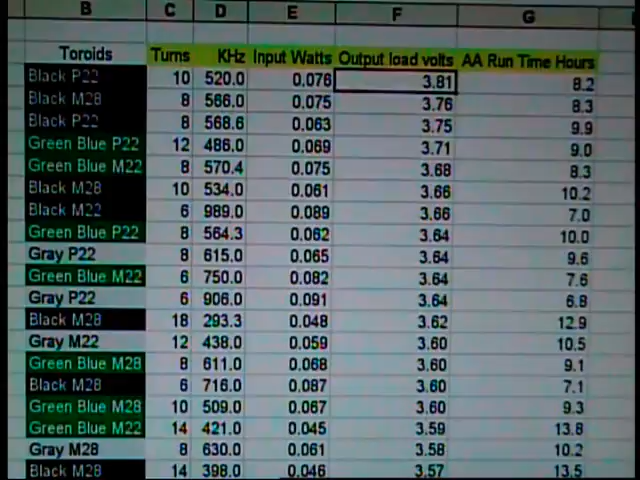 B C D E F G
Toroids Turns KHz Input Watts Output load volts AA Run Time Hours
Black P22 10 520.0 0.076 3.81 8.2
Black M28 8 566.0 0.075 3.76 8.3
Black P22 8 568.6 0.063 3.75 9.9
Green Blue P22 12 486.0 0.069 3.71 9.0
Green Blue M22 8 570.4 0.075 3.68 8.3
Black M28 10 534.0 0.061 3.66 10.2
Black M22 6 989.0 0.089 3.66 7.0
Green Blue P22 8 564.3 0.062 3.64 10.0
Gray P22 8 615.0 0.065 3.64 9.6
Green Blue M22 6 750.0 0.082 3.64 7.6
Gray P22 6 906.0 0.091 3.64 6.8
Black M28 18 293.3 0.048 3.62 12.9
Gray M22 12 438.0 0.059 3.60 10.5
Green Blue M28 8 611.0 0.068 3.60 9.1
Black M28 6 716.0 0.087 3.60 7.1
Green Blue M28 10 509.0 0.067 3.60 9.3
Green Blue M22 14 421.0 0.045 3.59 13.8
Gray M28 8 630.0 0.061 3.58 10.2
Black M28 14 398.0 0.046 3.57 13.5